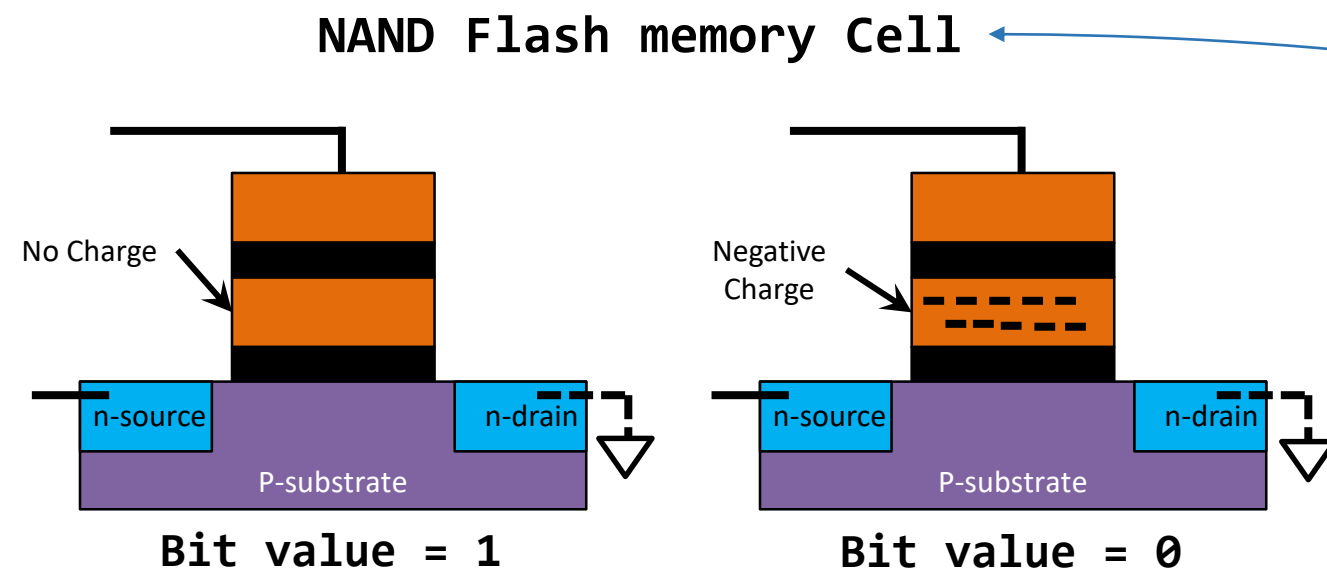 NAND Flash memory Cell
No Charge
n-source
n-drain
P-substrate
Bit value = 1
Negative
Charge
n-source
n-drain
P-substrate
Bit value = 0